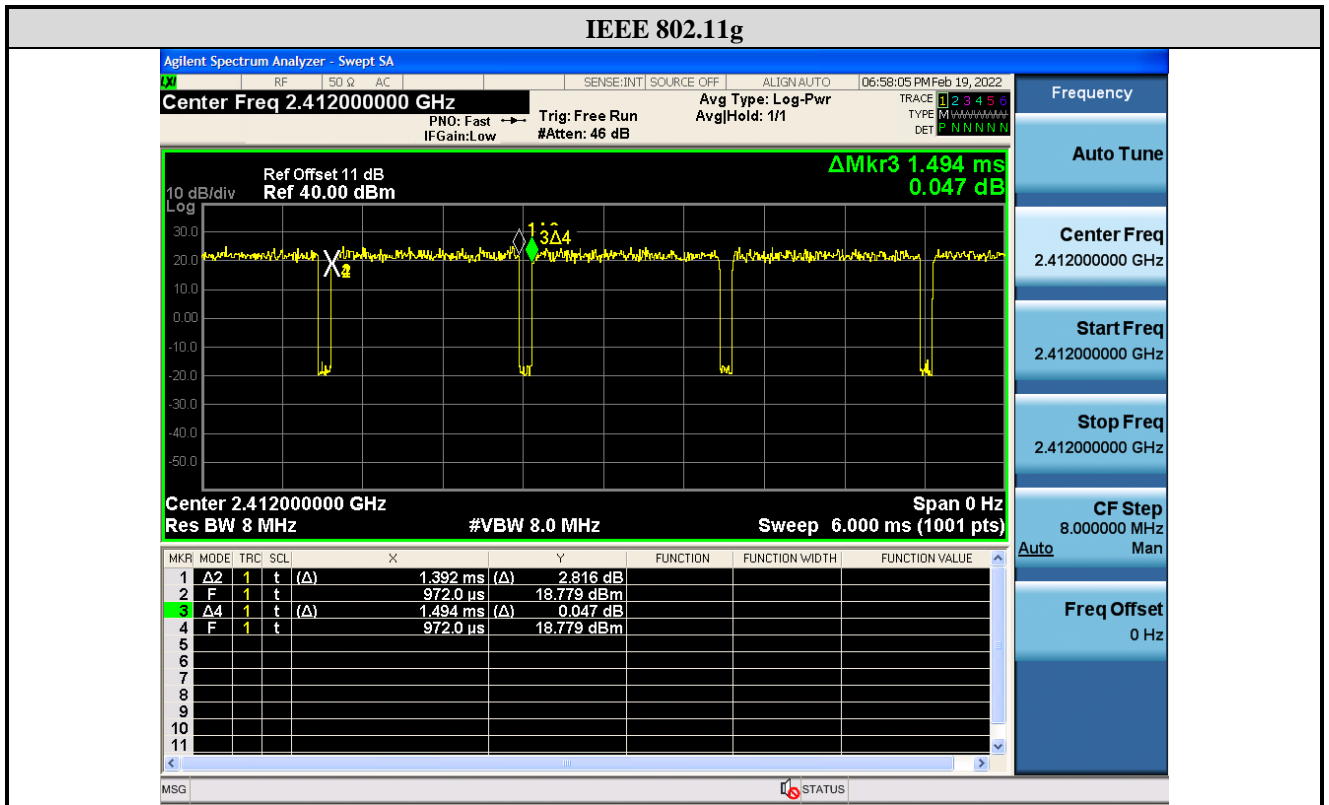 IEEE 802.11g
Agilent Spectrum Analyzer - Swept SA
LXI RF 50 Ω AC SENSE:INT SOURCE OFF ALIGN AUTO 06:58:05 PM Feb 19, 2022
Center Freq 2.412000000 GHz
PNO: Fast
IFGain:Low
Trig: Free Run
#Atten: 46 dB
Avg Type: Log-Pwr
Avg|Hold: 1/1
TRACE 1 2 3 4 5 6
TYPE M WWWWW
DET P N N N N N
ΔMkr3 1.494 ms
0.047 dB
Ref Offset 11 dB
10 dB/div Ref 40.00 dBm
Log
30.0
20.0
10.0
0.00
-10.0
-20.0
-30.0
-40.0
-50.0
3Δ4
Center 2.412000000 GHz Span 0 Hz
Res BW 8 MHz #VBW 8.0 MHz Sweep 6.000 ms (1001 pts)
MKR MODE TRC SCL X Y FUNCTION FUNCTION WIDTH FUNCTION VALUE
1 Δ2 1 t (Δ) 1.392 ms (Δ) 2.816 dB
2 F 1 t 972.0 µs 18.779 dBm
3 Δ4 1 t (Δ) 1.494 ms (Δ) 0.047 dB
4 F 1 t 972.0 µs 18.779 dBm
5
6
7
8
9
10
11
MSG STATUS
Frequency
Auto Tune
Center Freq
2.412000000 GHz
Start Freq
2.412000000 GHz
Stop Freq
2.412000000 GHz
CF Step
8.000000 MHz
Auto Man
Freq Offset
0 Hz